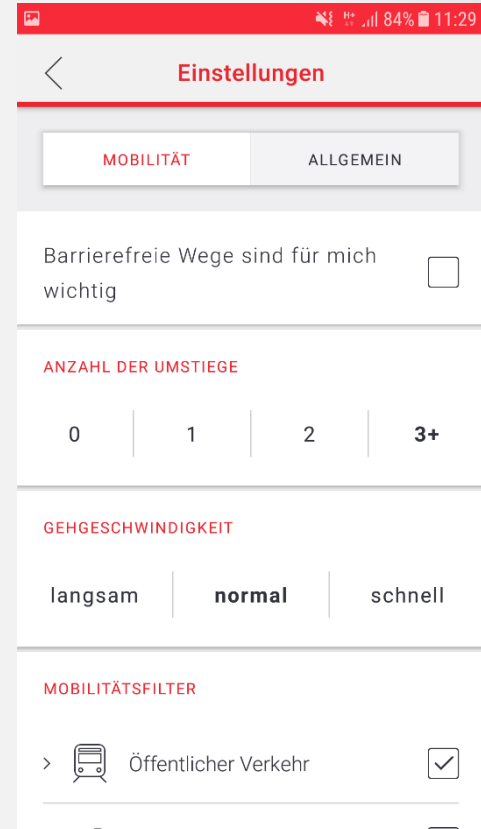 H+ 84% 11:29
Einstellungen
MOBILITÄT ALLGEMEIN
Barrierefreie Wege sind für mich
wichtig
ANZAHL DER UMSTIEGE
0 1 2 3+
GEHGESCHWINDIGKEIT
langsam normal schnell
MOBILITÄTSFILTER
Öffentlicher Verkehr